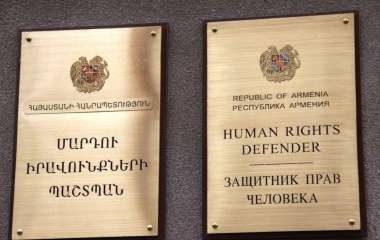 ՀԱՅԱՍՏԱՆԻ ՀԱՆՐԱՊԵՏՈՒԹՅՈՒՆ
ՄԱՐԴՈՒ
ԻՐԱՎՈՒՆՔՆԵՐԻ
ՊԱՇՏՊԱՆ
REPUBLIC OF ARMENIA
РЕСПУБЛИКА АРМЕНИЯ
HUMAN RIGHTS
DEFENDER
ЗАЩИТНИК ПРАВ
ЧЕЛОВЕКА